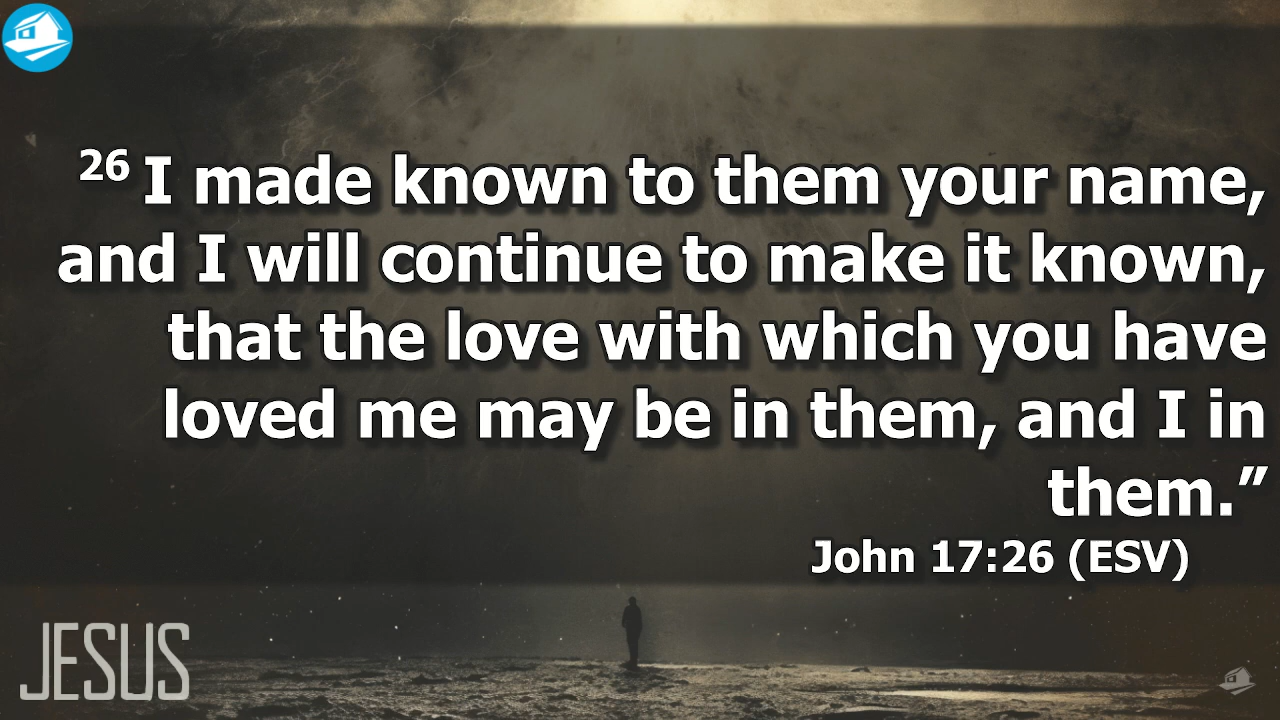 26 I made known to them your name,
and I will continue to make it known,
that the love with which you have
loved me may be in them, and I in
them.”
John 17:26 (ESV)
JESUS